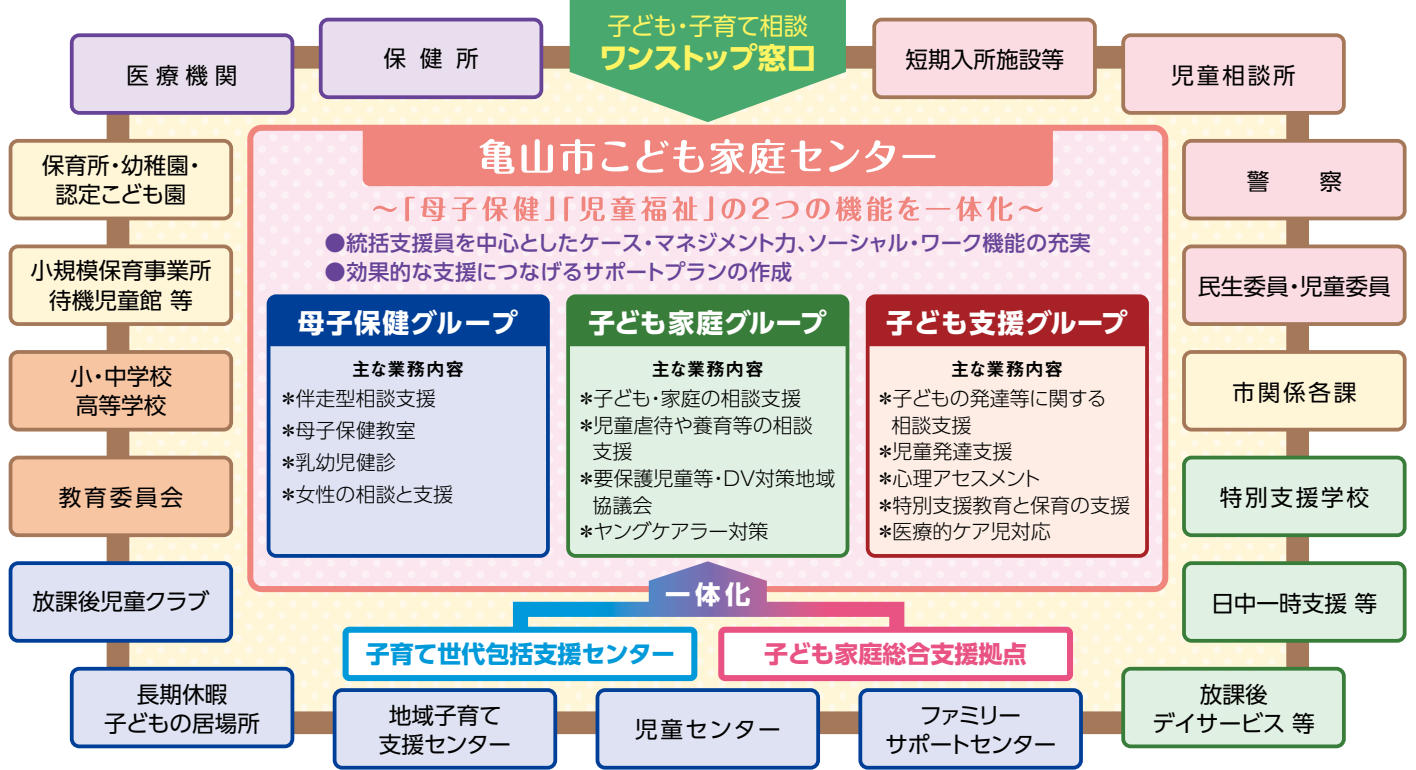 子ども・子育て相談
ワンストップ窓口
医療機関
保健所
短期入所施設等
児童相談所
保育所・幼稚園・
認定こども園
小規模保育事業所
待機児童館 等
小・中学校
高等学校
教育委員会
放課後児童クラブ
長期休暇
子どもの居場所
亀山市こども家庭センター
～「母子保健」「児童福祉」の2つの機能を一体化～
●統括支援員を中心としたケース・マネジメント力、ソーシャル・ワーク機能の充実
●効果的な支援につなげるサポートプランの作成
母子保健グループ
主な業務内容
*伴走型相談支援
*母子保健教室
*乳幼児健診
*女性の相談と支援
子ども家庭グループ
主な業務内容
*子ども・家庭の相談支援
*児童虐待や養育等の相談
支援
*要保護児童等・DV対策地域
協議会
*ヤングケアラー対策
子ども支援グループ
主な業務内容
*子どもの発達等に関する
相談支援
*児童発達支援
*心理アセスメント
*特別支援教育と保育の支援
*医療的ケア児対応
一体化
子育て世代包括支援センター
子ども家庭総合支援拠点
警察
民生委員・児童委員
市関係各課
特別支援学校
日中一時支援 等
放課後
デイサービス 等
地域子育て
支援センター
児童センター
ファミリー
サポートセンター